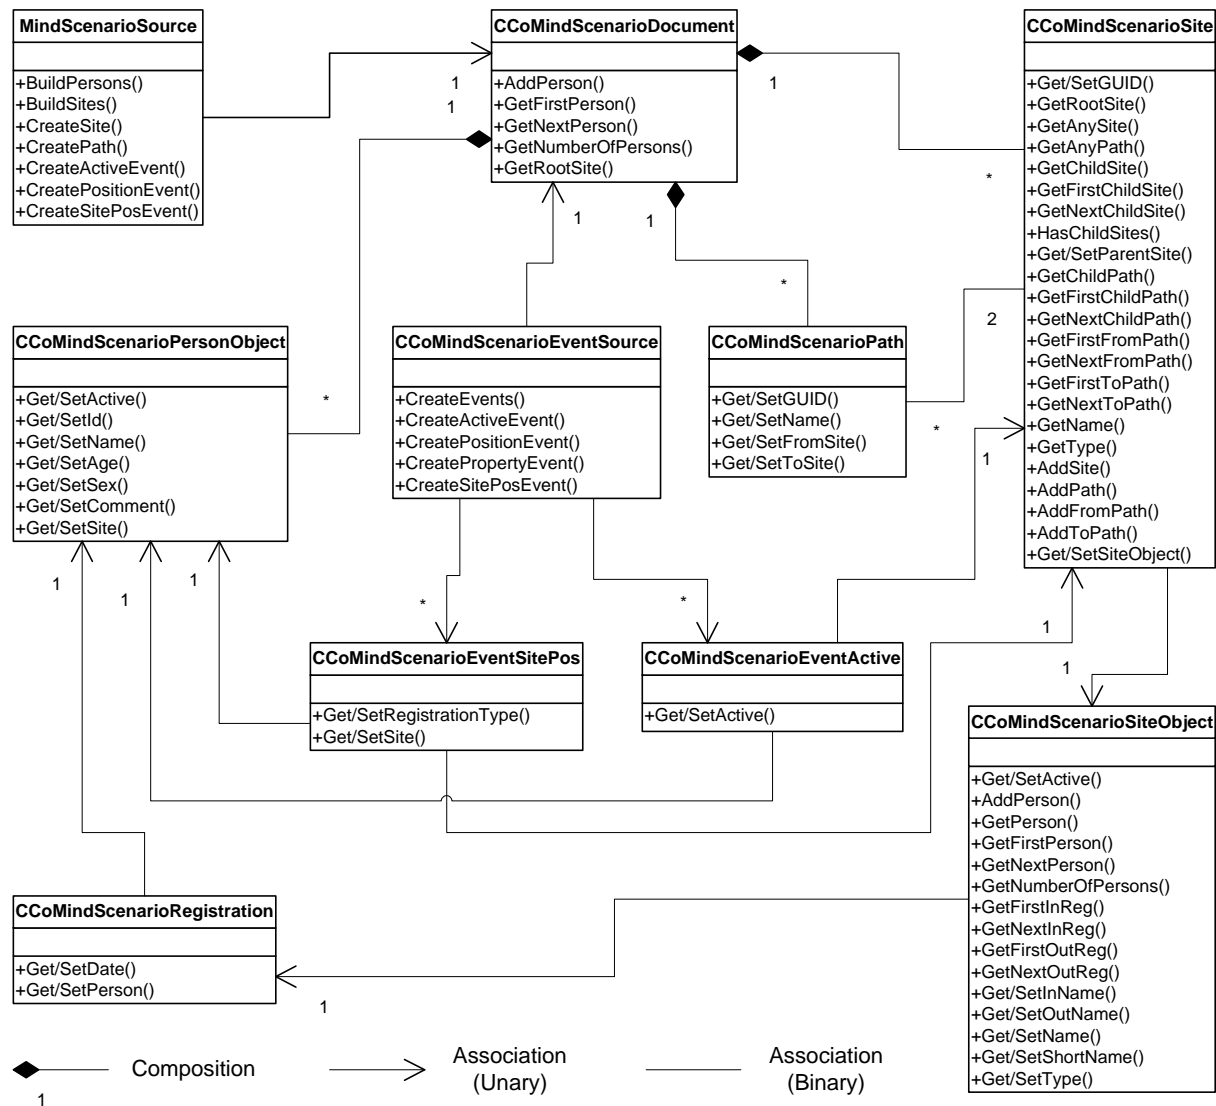 MindScenarioSource
+BuildPersons()
+BuildSites()
+CreateSite()
+CreatePath()
+CreateActiveEvent()
+CreatePositionEvent()
+CreateSitePosEvent()
CCoMindScenarioDocument
+AddPerson()
+GetFirstPerson()
+GetNextPerson()
+GetNumberOfPersons()
+GetRootSite()
1
1
1
*
1
1
*
*
CCoMindScenarioSite
+Get/SetGUID()
+GetRootSite()
+GetAnySite()
+GetAnyPath()
+GetChildSite()
+GetFirstChildSite()
+GetNextChildSite()
+HasChildSites()
+Get/SetParentSite()
+GetChildPath()
+GetFirstChildPath()
+GetNextChildPath()
+GetFirstFromPath()
+GetNextFromPath()
+GetFirstToPath()
+GetNextToPath()
+GetName()
+GetType()
+AddSite()
+AddPath()
+AddFromPath()
+AddToPath()
+Get/SetSiteObject()
CCoMindScenarioPersonObject
+Get/SetActive()
+Get/SetId()
+Get/SetName()
+Get/SetAge()
+Get/SetSex()
+Get/SetComment()
+Get/SetSite()
CCoMindScenarioEventSource
+CreateEvents()
+CreateActiveEvent()
+CreatePositionEvent()
+CreatePropertyEvent()
+CreateSitePosEvent()
CCoMindScenarioPath
+Get/SetGUID()
+Get/SetName()
+Get/SetFromSite()
+Get/SetToSite()
2
*
1
1
1
1
*
*
1
1
CCoMindScenarioEventSitePos
+Get/SetRegistrationType()
+Get/SetSite()
CCoMindScenarioEventActive
+Get/SetActive()
CCoMindScenarioSiteObject
+Get/SetActive()
+AddPerson()
+GetPerson()
+GetFirstPerson()
+GetNextPerson()
+GetNumberOfPersons()
+GetFirstInReg()
+GetNextInReg()
+GetFirstOutReg()
+GetNextOutReg()
+Get/SetInName()
+Get/SetOutName()
+Get/SetName()
+Get/SetShortName()
+Get/SetType()
CCoMindScenarioRegistration
+Get/SetDate()
+Get/SetPerson()
1
1
Composition
Association
(Unary)
Association
(Binary)